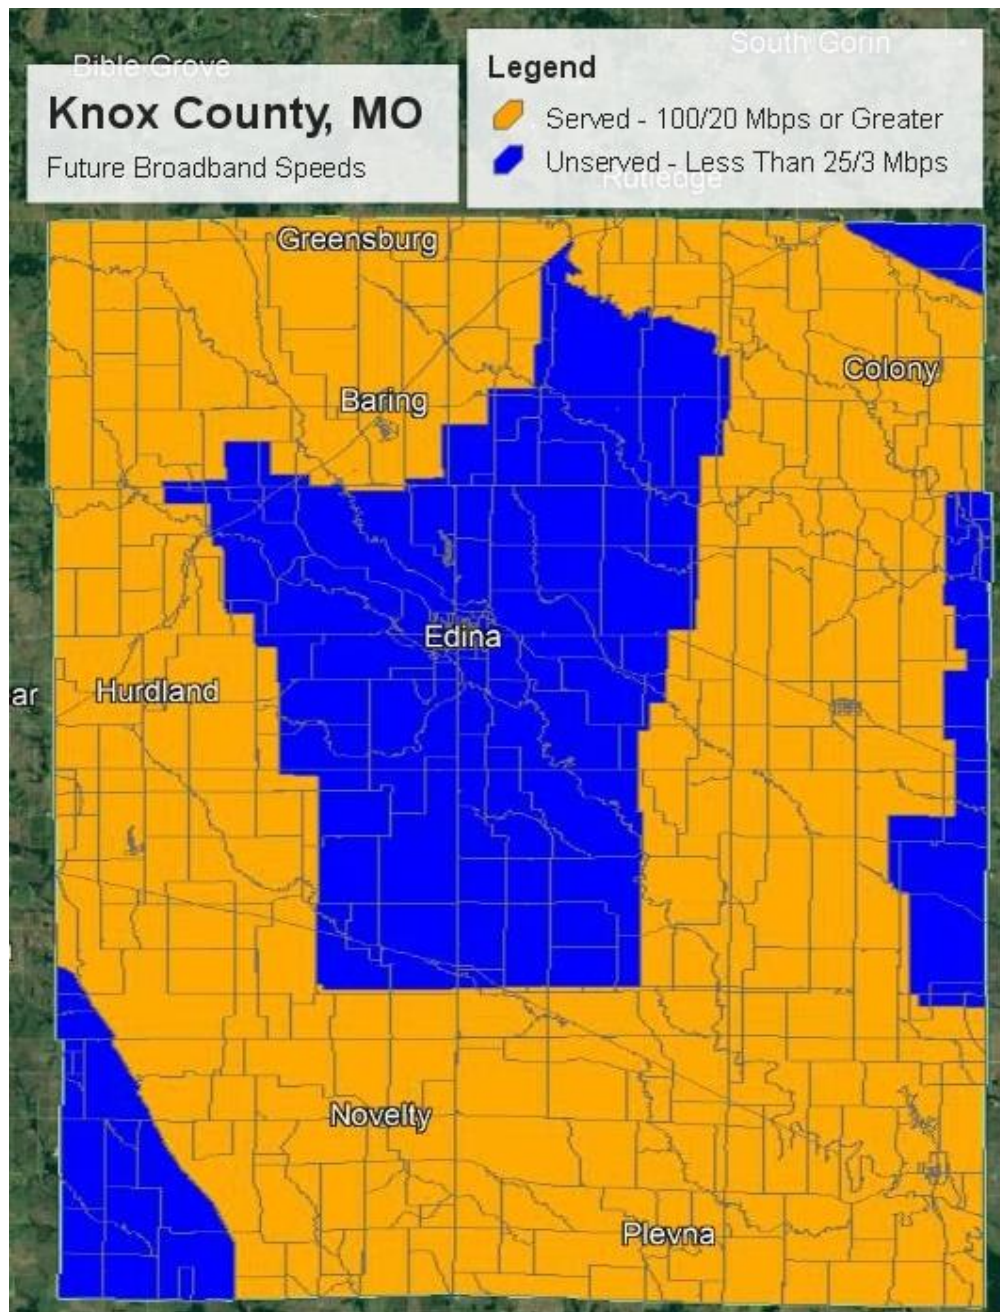 Bible Grove
South Gorin
Knox County, MO
Future Broadband Speeds
Legend
Served - 100/20 Mbps or Greater
Unserved - Less Than 25/3 Mbps
Rutledge
Greensburg
Colony
Baring
Edina
Hurdland
ar
Novelty
Plevna